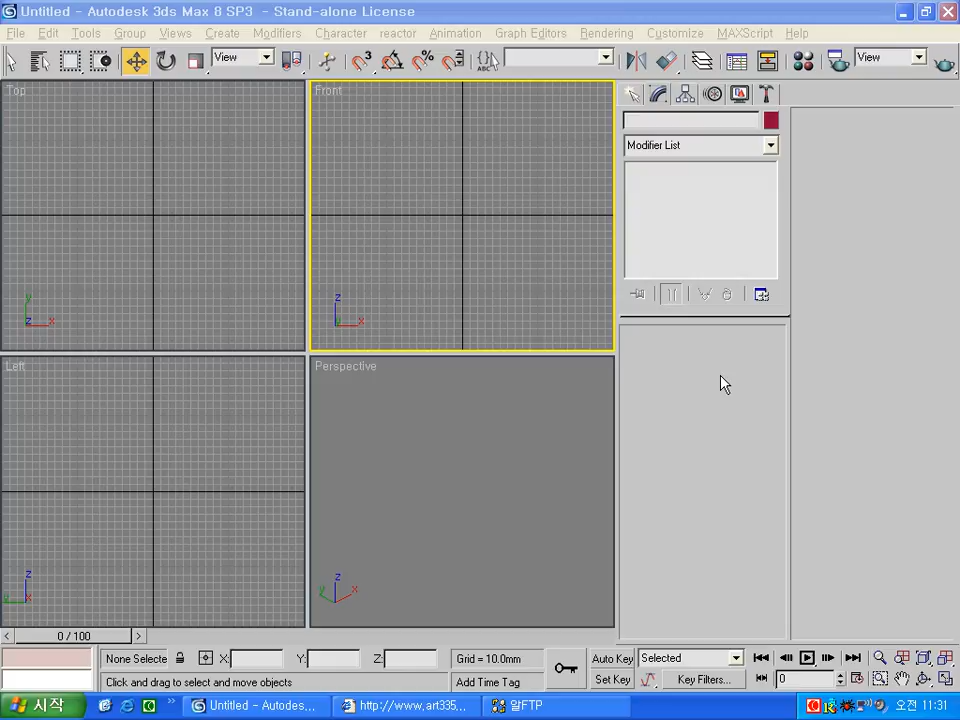 Untitled - Autodesk 3ds Max 8 SP3 - Stand-alone License
File Edit Tools Group Views Create Modifiers Character reactor Animation Graph Editors Rendering Customize MAXScript Help
View
ABC
View
Top
Front
Modifier List
y
z x
z
y x
Left
Perspective
z
y x
z
y x
0 / 100
None Selecte X: Y: Z: Grid = 10.0mm Auto Key Selected
Click and drag to select and move objects Add Time Tag Set Key Key Filters... 0
시작 Untitled - Autodes... http://www.art335... 알FTP 오전 11:31